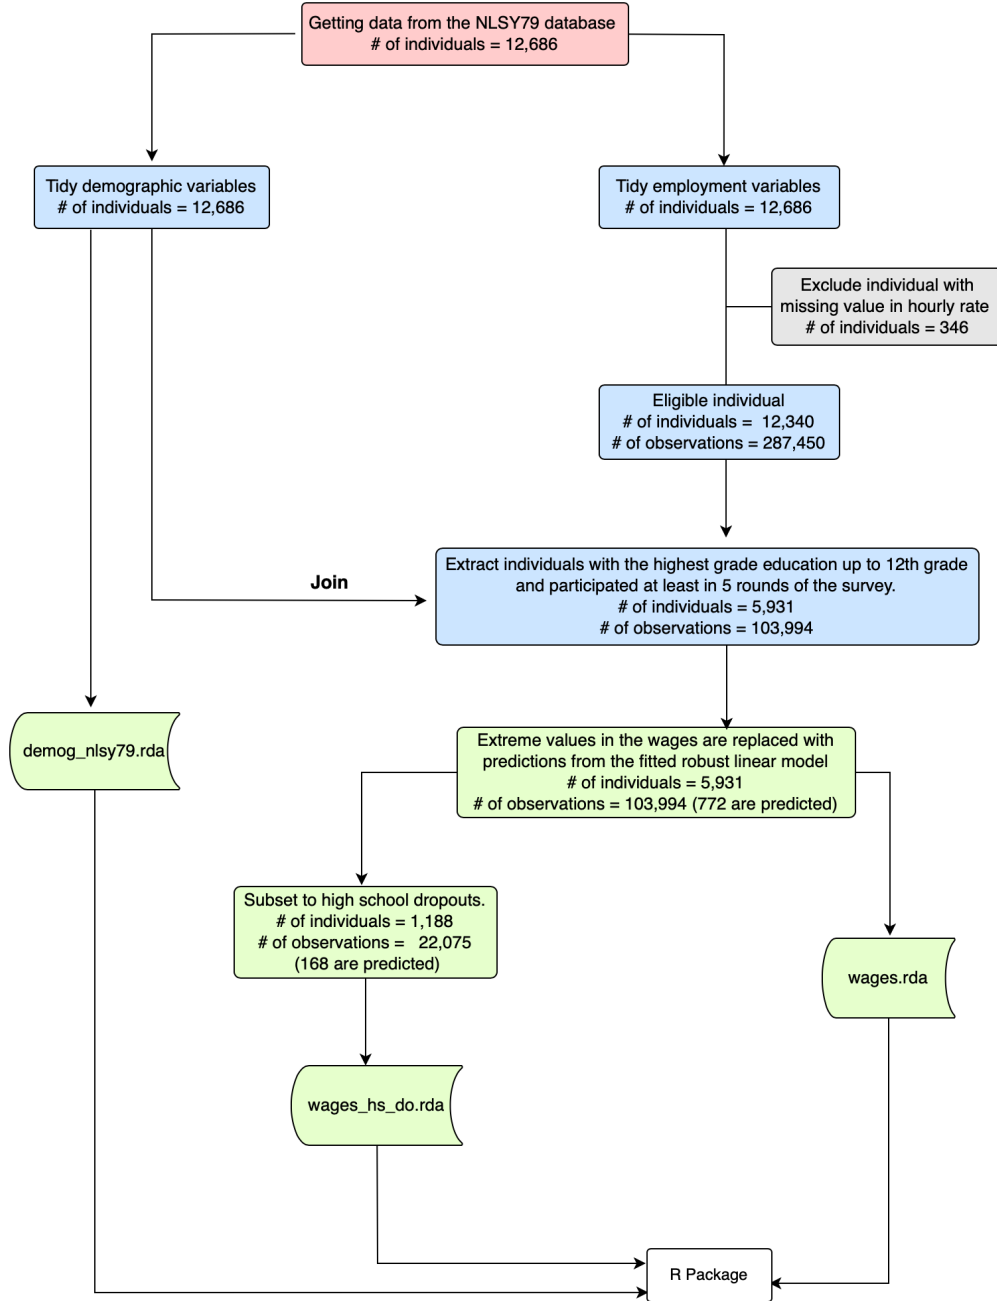 Getting data from the NLSY79 database
# of individuals = 12,686
Tidy demographic variables
# of individuals = 12,686
Tidy employment variables
# of individuals = 12,686
Exclude individual with
missing value in hourly rate
# of individuals = 346
Eligible individual
# of individuals = 12,340
# of observations = 287,450
Join
Extract individuals with the highest grade education up to 12th grade
and participated at least in 5 rounds of the survey.
# of individuals = 5,931
# of observations = 103,994
demog_nlsy79.rda
Extreme values in the wages are replaced with
predictions from the fitted robust linear model
# of individuals = 5,931
# of observations = 103,994 (772 are predicted)
Subset to high school dropouts.
# of individuals = 1,188
# of observations = 22,075
(168 are predicted)
wages.rda
wages_hs_do.rda
R Package